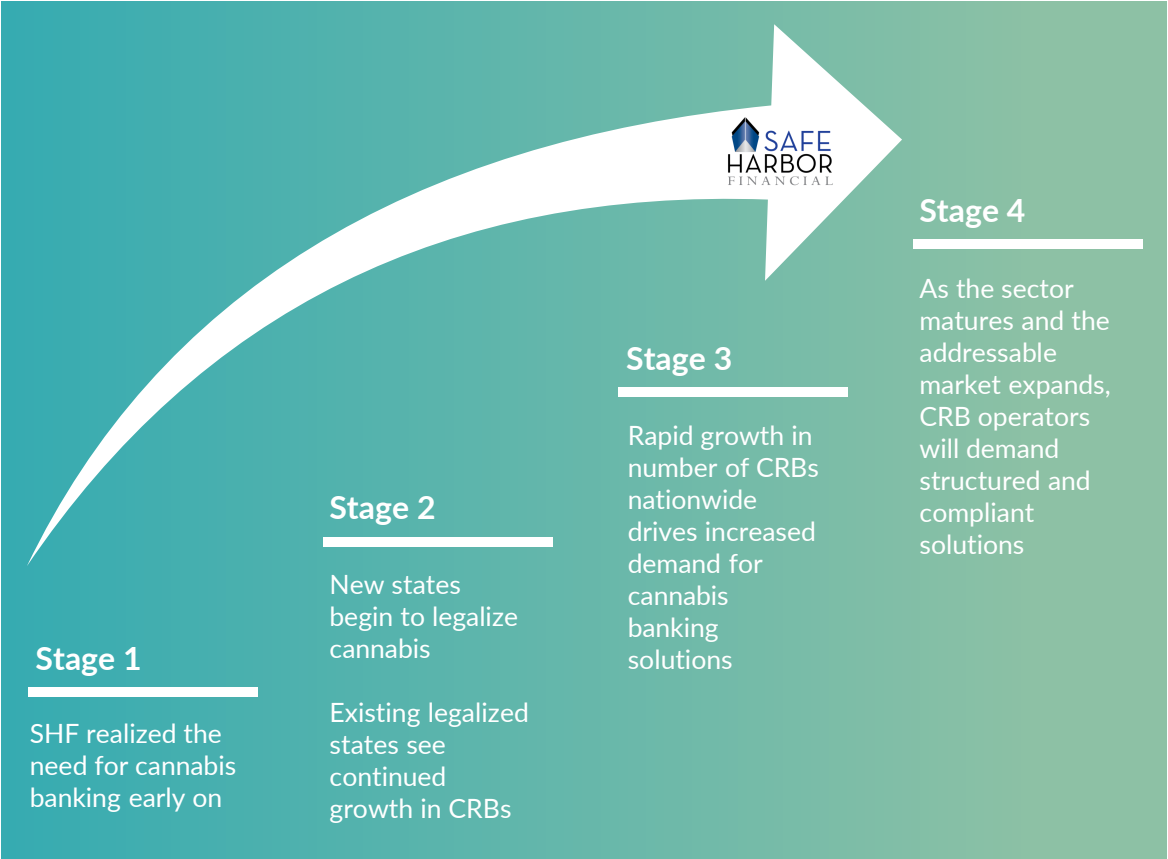 SAFE
HARBOR
FINANCIAL
Stage 1
SHF realized the
need for cannabis
banking early on
Stage 2
New states
begin to legalize
cannabis
Existing legalized
states see
continued
growth in CRBs
Stage 3
Rapid growth in
number of CRBs
nationwide
drives increased
demand for
cannabis
banking
solutions
Stage 4
As the sector
matures and the
addressable
market expands,
CRB operators
will demand
structured and
compliant
solutions